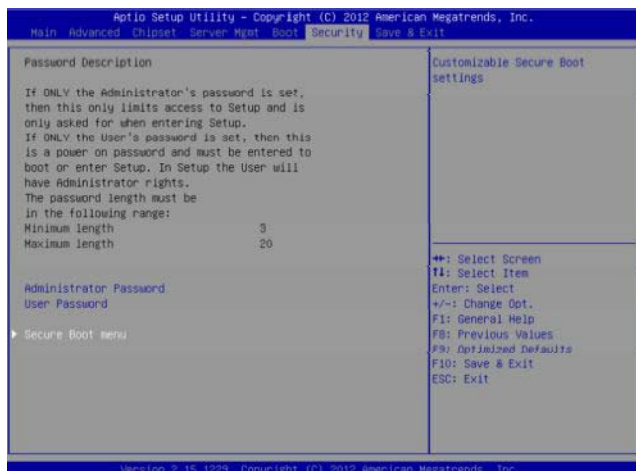 Aptio Setup Utility - Copyright (C) 2012 American Megatrends, Inc.
Main Advanced Chipset Server Mgmt Boot Security Save & Exit
Password Description
If ONLY the Administrator's password is set,
then this only limits access to Setup and is
only asked for when entering Setup.
If ONLY the User's password is set, then this
is a power on password and must be entered to
boot or enter Setup. In Setup the User will
have Administrator rights.
The password length must be
in the following range:
Minimum length 3
Maximum length 20
Administrator Password
User Password
Secure Boot menu
Customizable Secure Boot
settings
→←: Select Screen
↑↓: Select Item
Enter: Select
+/-: Change Opt.
F1: General Help
F8: Previous Values
F9: Optimized Defaults
F10: Save & Exit
ESC: Exit
Version 2.15.1229. Copyright (C) 2012 American Megatrends, Inc.